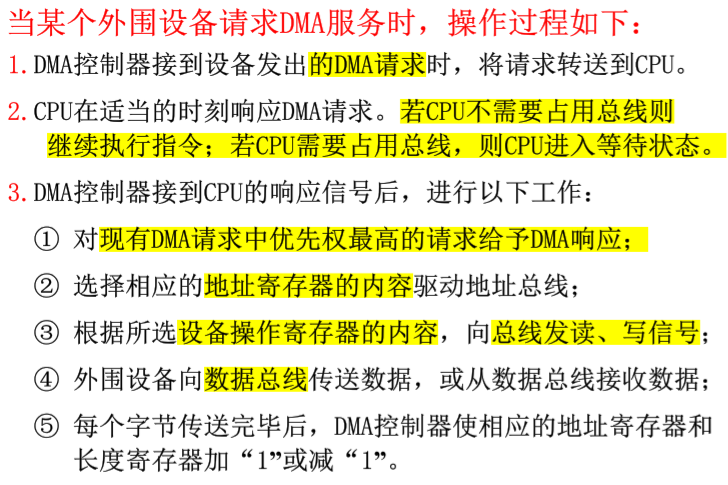 当某个外围设备请求DMA服务时，操作过程如下：
1.DMA控制器接到设备发出的DMA请求时，将请求转送到CPU。
2.CPU在适当的时刻响应DMA请求。若CPU不需要占用总线则
继续执行指令；若CPU需要占用总线，则CPU进入等待状态。
3.DMA控制器接到CPU的响应信号后，进行以下工作：
① 对现有DMA请求中优先权最高的请求给予DMA响应；
② 选择相应的地址寄存器的内容驱动地址总线；
③ 根据所选设备操作寄存器的内容，向总线发读、写信号；
④ 外围设备向数据总线传送数据，或从数据总线接收数据；
⑤ 每个字节传送完毕后，DMA控制器使相应的地址寄存器和
长度寄存器加“1”或减“1”。